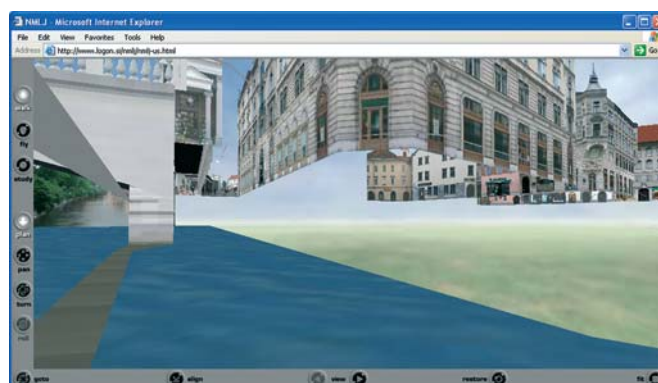 NMLJ - Microsoft Internet Explorer
File Edit View Favorites Tools Help
Address http://www.logon.si/nmlj/nmlj-us.html Go
walk
fly
study
plan
pan
turn
roll
goto align view restore fit